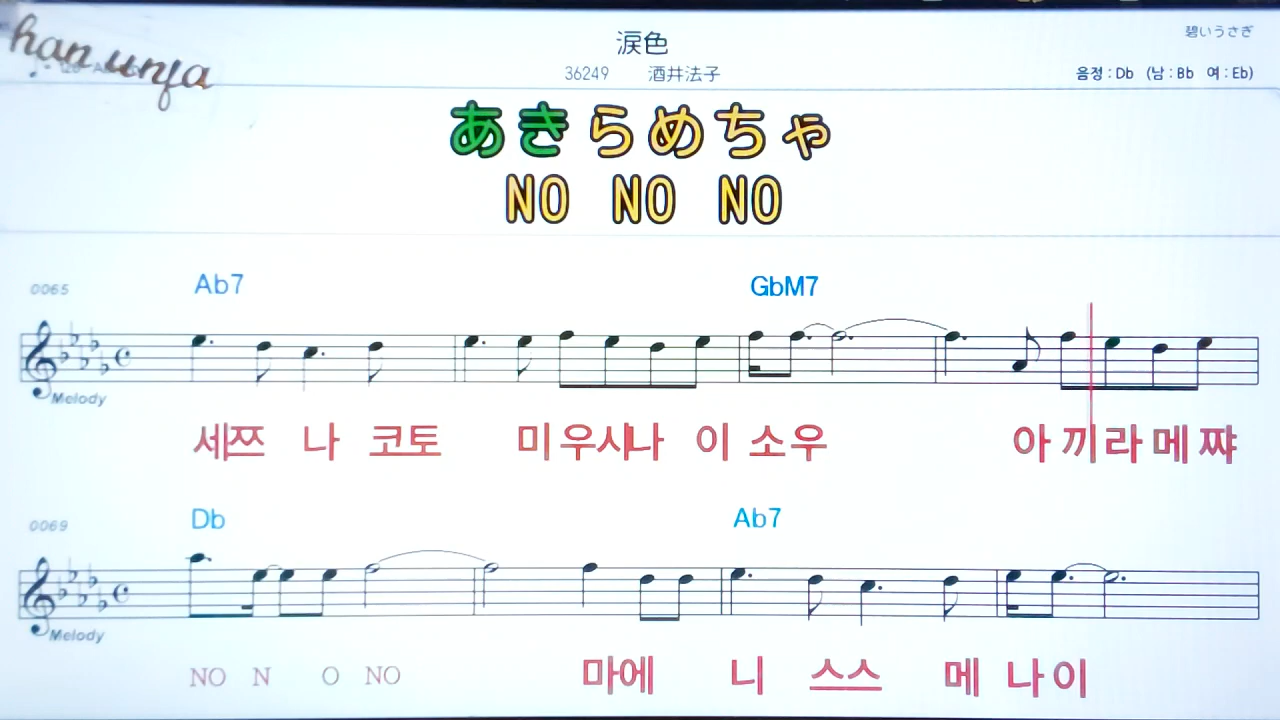 han unja
涙色
碧いうさぎ
36249 酒井法子
음정 : Db (남 : Bb 여 : Eb)
あきらめちゃ
NO NO NO
Ab7 GbM7
0065
Melody
세쯔 나 코토 미우시나 이 소우 아 끼라메쨔
Db Ab7
0069
Melody
NO N O NO 마에 니 스스 메 나이